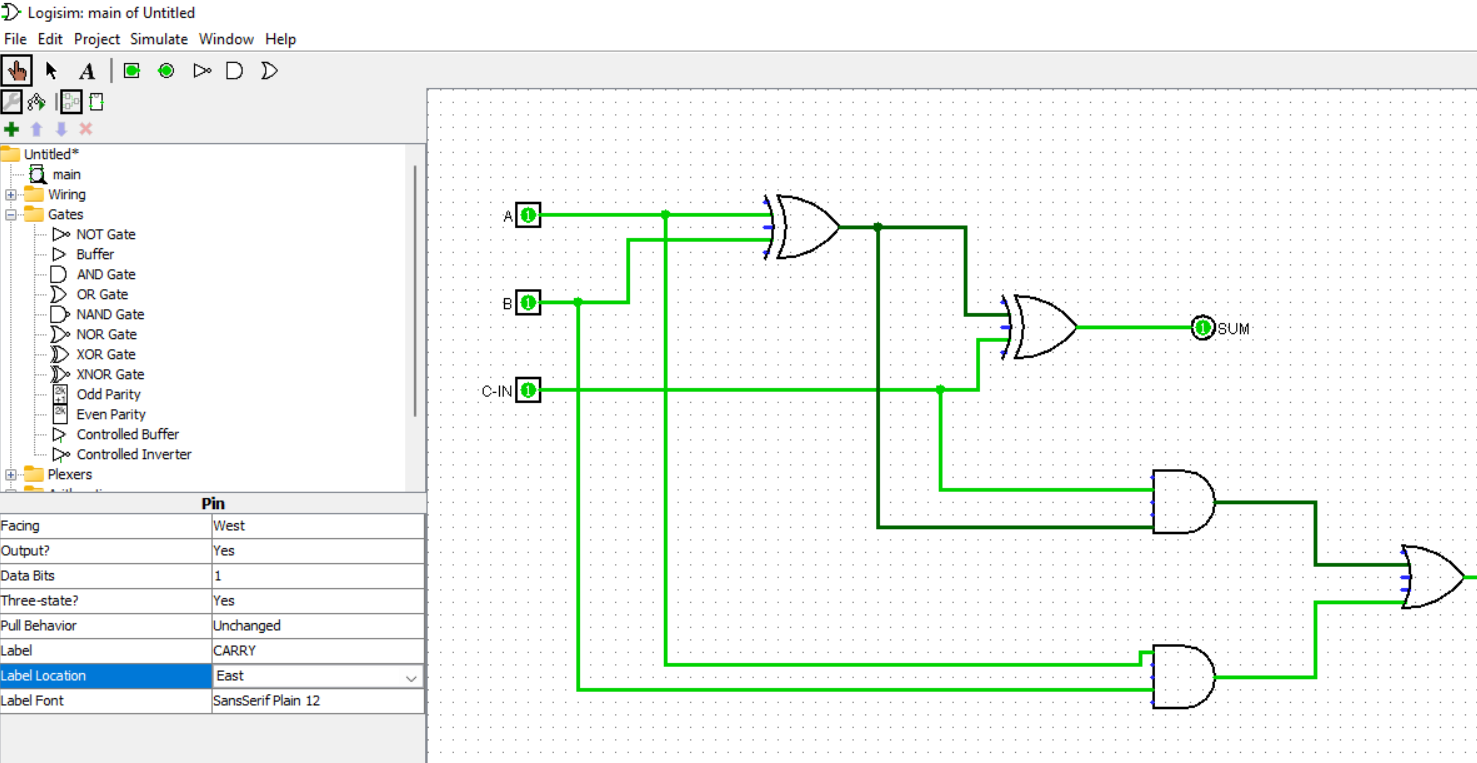 Logisim: main of Untitled
File Edit Project Simulate Window Help
A
Untitled*
main
Wiring
Gates
NOT Gate
Buffer
AND Gate
OR Gate
NAND Gate
NOR Gate
XOR Gate
XNOR Gate
Odd Parity
Even Parity
Controlled Buffer
Controlled Inverter
Plexers
Pin
Facing West
Output? Yes
Data Bits 1
Three-state? Yes
Pull Behavior Unchanged
Label CARRY
Label Location East
Label Font SansSerif Plain 12
A 1
B 1
C-IN 1
1 SUM